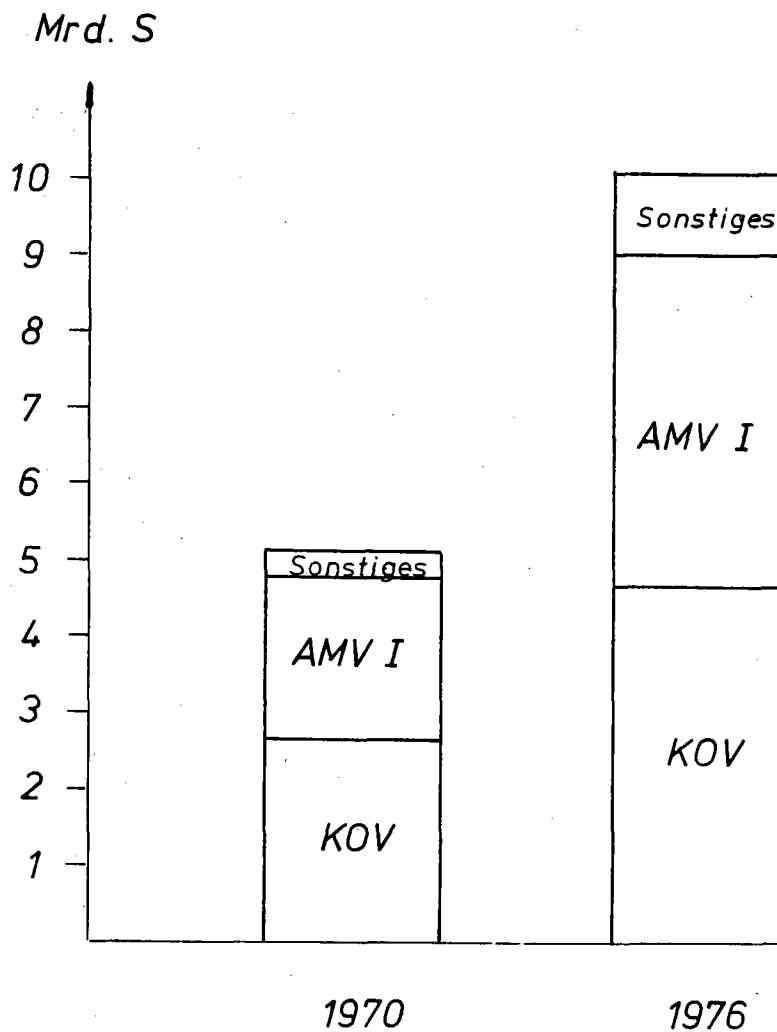 Mrd. S
10
Sonstiges
9
8
7
AMV I
6
5
Sonstiges
4
AMV I
3
KOV
2
KOV
1
1970 1976